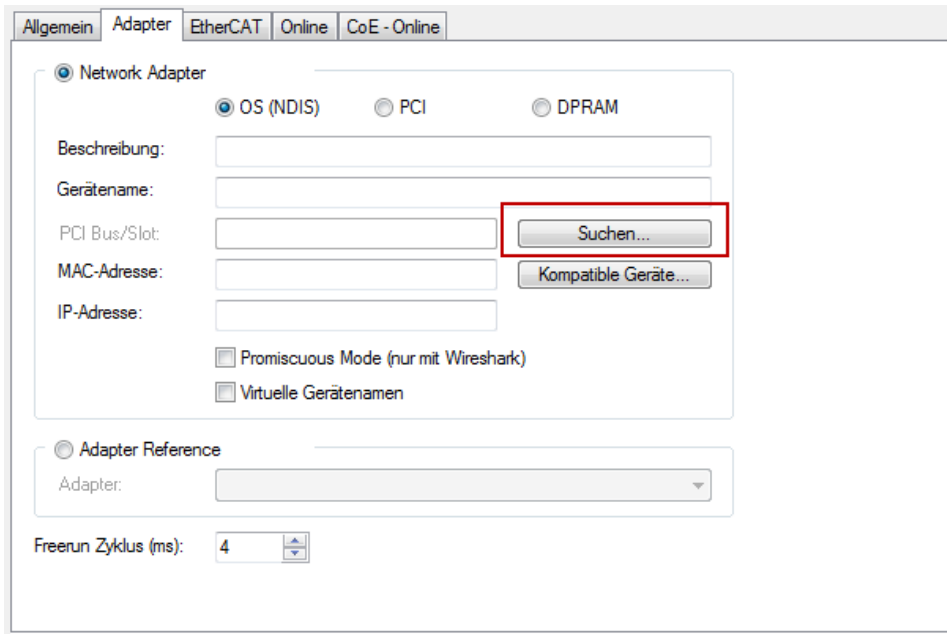 Allgemein Adapter EtherCAT Online CoE - Online
Network Adapter
OS (NDIS) PCI DPRAM
Beschreibung:
Gerätename:
PCI Bus/Slot: Suchen...
MAC-Adresse: Kompatible Geräte...
IP-Adresse:
Promiscuous Mode (nur mit Wireshark)
Virtuelle Gerätenamen
Adapter Reference
Adapter:
Freerun Zyklus (ms): 4